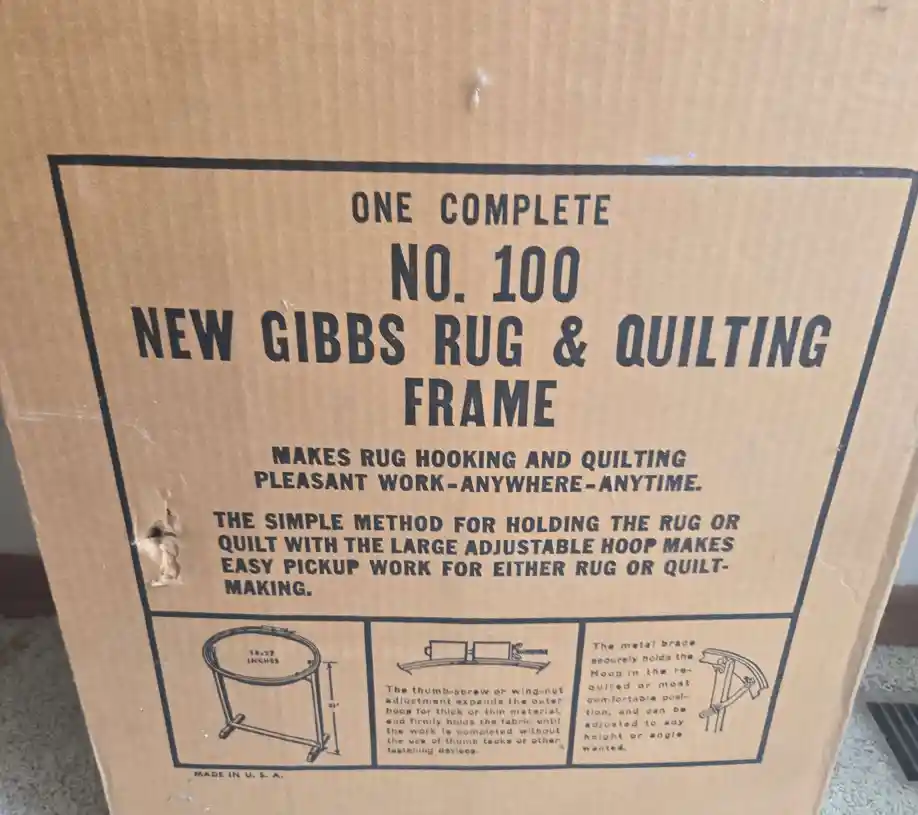 ONE COMPLETE
NO. 100
NEW GIBBS RUG & QUILTING
FRAME
MAKES RUG HOOKING AND QUILTING
PLEASANT WORK-ANYWHERE-ANYTIME.
THE SIMPLE METHOD FOR HOLDING THE RUG OR
QUILT WITH THE LARGE ADJUSTABLE HOOP MAKES
EASY PICKUP WORK FOR EITHER RUG OR QUILT-
MAKING.
INCHES
The thumb-screw or wing-nut
adjustment expands the outer
hoop for thick or thin material,
and firmly holds the fabric until
the work is completed without
the use of thumb tacks or other
fastening devices.
The metal brace
securely holds the
Hoop in the re-
quired or most
com-fortable posi-
tion, and can be
adjusted to any
height or angle
wanted.
MADE IN U. S. A.